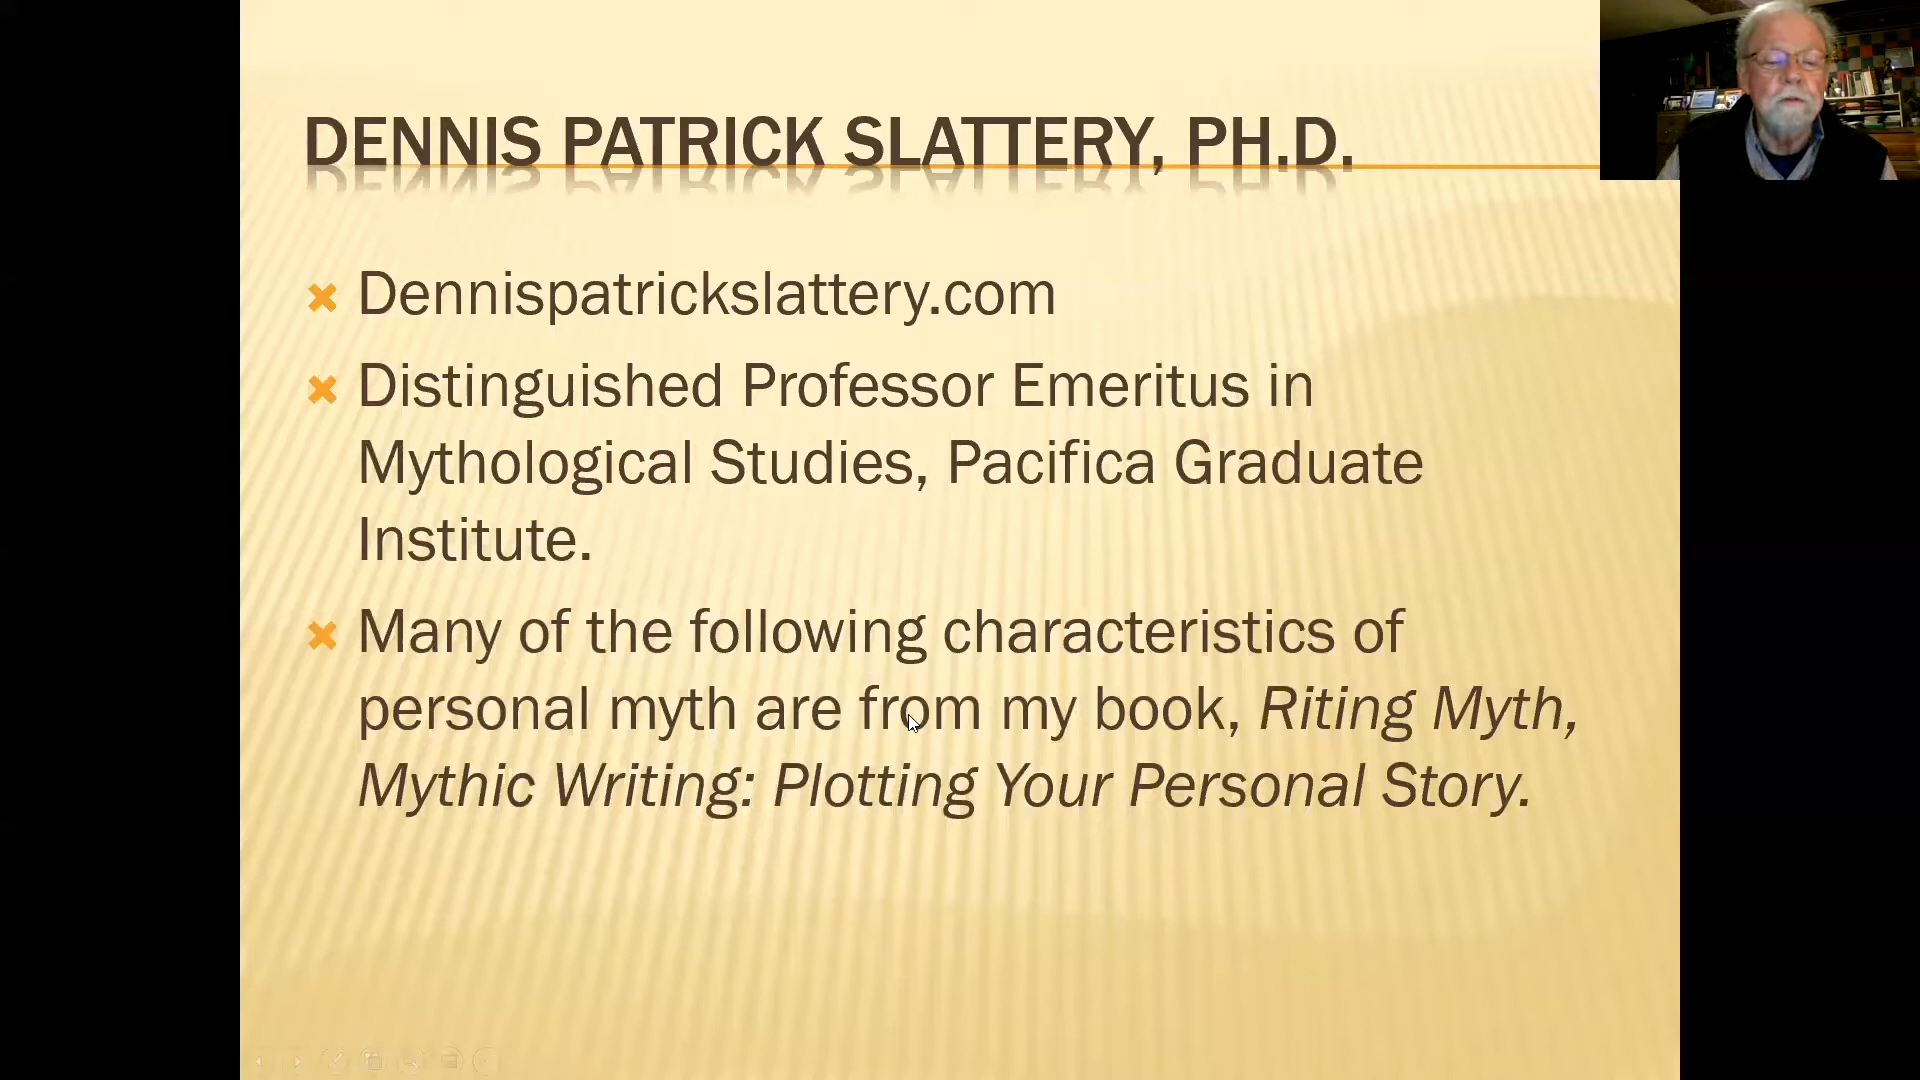 DENNIS PATRICK SLATTERY, PH.D.
Dennispatrickslattery.com
Distinguished Professor Emeritus in
Mythological Studies, Pacifica Graduate
Institute.
Many of the following characteristics of
personal myth are from my book, Riting Myth,
Mythic Writing: Plotting Your Personal Story.